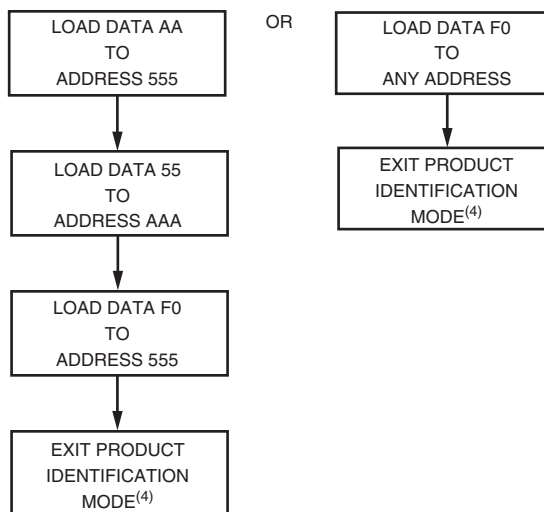 LOAD DATA AA
TO
ADDRESS 555
LOAD DATA 55
TO
ADDRESS AAA
LOAD DATA F0
TO
ADDRESS 555
EXIT PRODUCT
IDENTIFICATION
MODE(4)
OR
LOAD DATA F0
TO
ANY ADDRESS
EXIT PRODUCT
IDENTIFICATION
MODE(4)